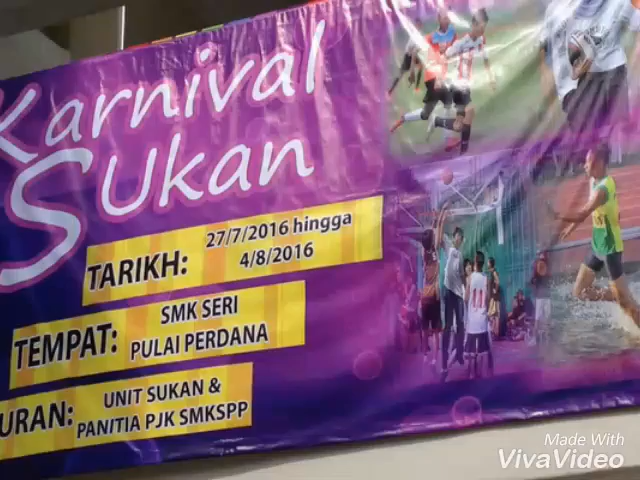 Karnival
SUkan
TARIKH: 27/7/2016 hingga
4/8/2016
TEMPAT: SMK SERI
PULAI PERDANA
URAN: UNIT SUKAN &
PANITIA PJK SMKSPP
11
Made With
VivaVideo